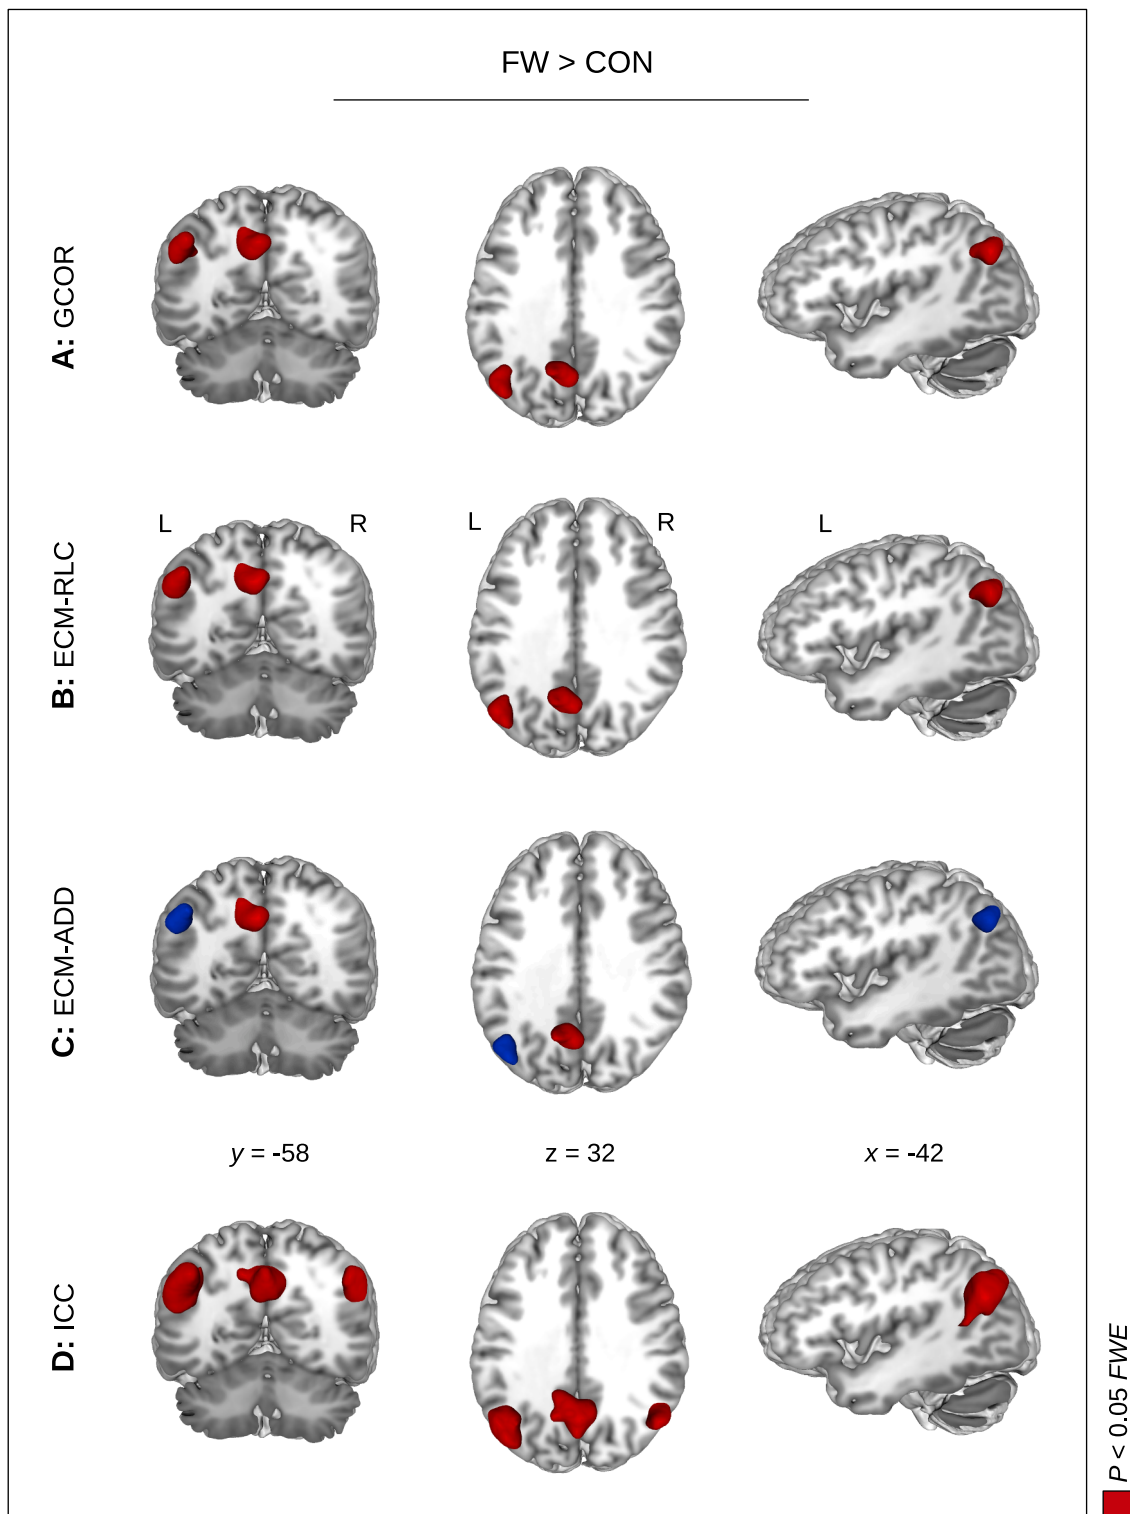 FW > CON
A: GCOR
L R L R L
B: ECM-RLC
C: ECM-ADD
y = -58 z = 32 x = -42
D: ICC
P < 0.05 FWE